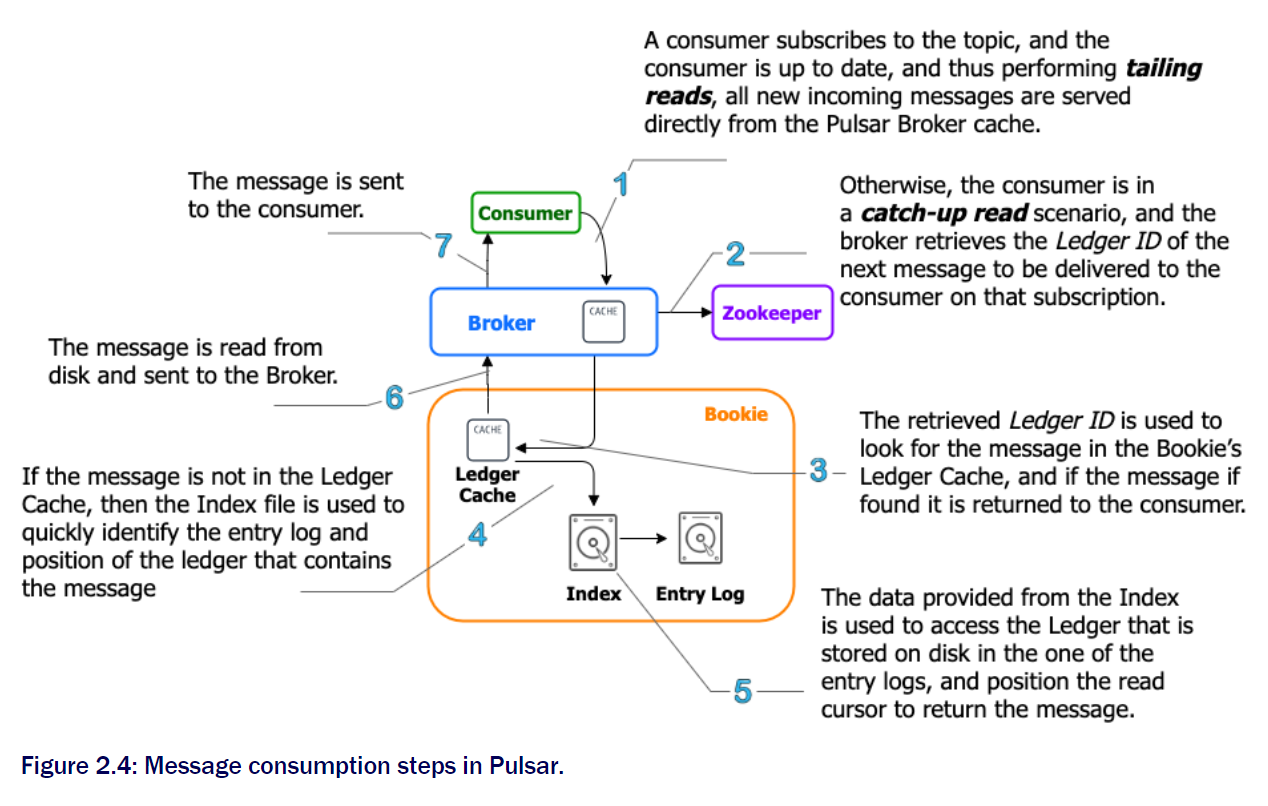 A consumer subscribes to the topic, and the
consumer is up to date, and thus performing tailing
reads, all new incoming messages are served
directly from the Pulsar Broker cache.
1
The message is sent
to the consumer.
7
Consumer
Otherwise, the consumer is in
a catch-up read scenario, and the
broker retrieves the Ledger ID of the
next message to be delivered to the
consumer on that subscription.
2
Broker
CACHE
Zookeeper
The message is read from
disk and sent to the Broker.
6
Bookie
CACHE
Ledger
Cache
The retrieved Ledger ID is used to
look for the message in the Bookie's
Ledger Cache, and if the message if
found it is returned to the consumer.
3
If the message is not in the Ledger
Cache, then the Index file is used to
quickly identify the entry log and
position of the ledger that contains
the message
4
Index
Entry Log
The data provided from the Index
is used to access the Ledger that is
stored on disk in the one of the
entry logs, and position the read
cursor to return the message.
5
Figure 2.4: Message consumption steps in Pulsar.